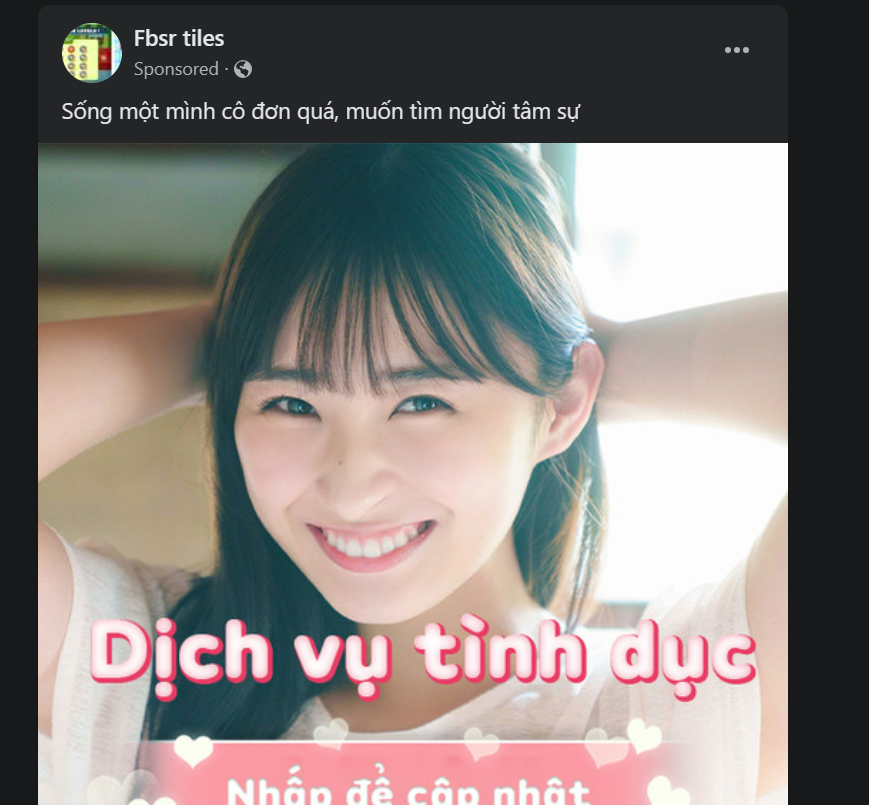 Fbsr tiles
Sponsored ·
Sống một mình cô đơn quá, muốn tìm người tâm sự
Dịch vụ tình dục
Nhấp để cập nhật